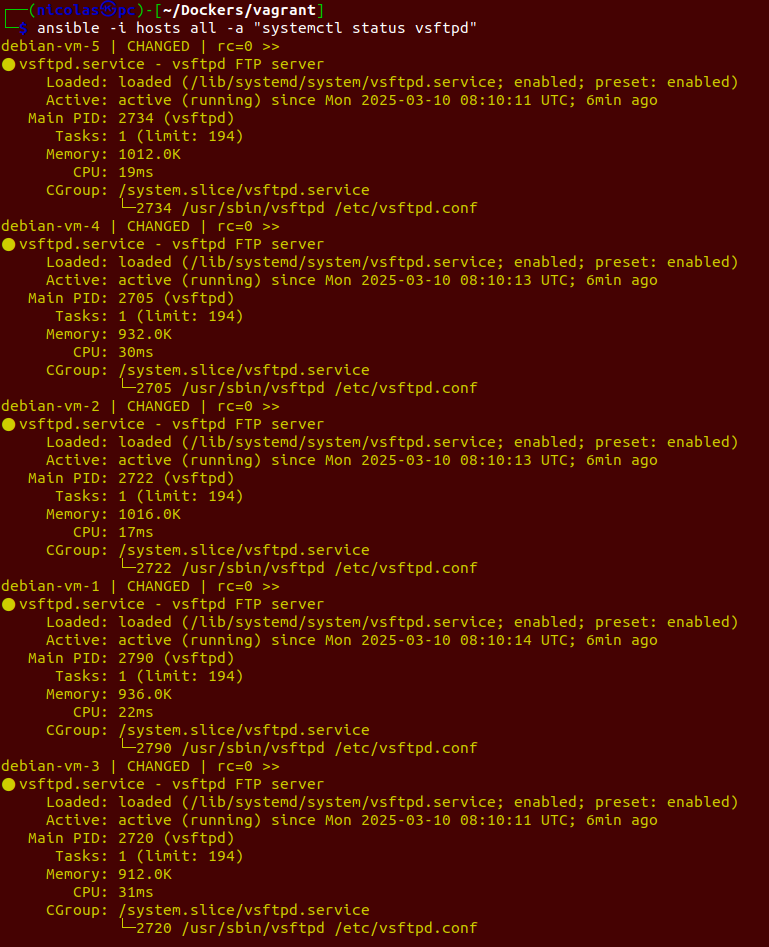 ┌──(nicolas㉿pc)-[~/Dockers/vagrant]
└─$ ansible -i hosts all -a "systemctl status vsftpd"
debian-vm-5 | CHANGED | rc=0 >>
● vsftpd.service - vsftpd FTP server
     Loaded: loaded (/lib/systemd/system/vsftpd.service; enabled; preset: enabled)
     Active: active (running) since Mon 2025-03-10 08:10:11 UTC; 6min ago
   Main PID: 2734 (vsftpd)
      Tasks: 1 (limit: 194)
     Memory: 1012.0K
        CPU: 19ms
     CGroup: /system.slice/vsftpd.service
             └─2734 /usr/sbin/vsftpd /etc/vsftpd.conf
debian-vm-4 | CHANGED | rc=0 >>
● vsftpd.service - vsftpd FTP server
     Loaded: loaded (/lib/systemd/system/vsftpd.service; enabled; preset: enabled)
     Active: active (running) since Mon 2025-03-10 08:10:13 UTC; 6min ago
   Main PID: 2705 (vsftpd)
      Tasks: 1 (limit: 194)
     Memory: 932.0K
        CPU: 30ms
     CGroup: /system.slice/vsftpd.service
             └─2705 /usr/sbin/vsftpd /etc/vsftpd.conf
debian-vm-2 | CHANGED | rc=0 >>
● vsftpd.service - vsftpd FTP server
     Loaded: loaded (/lib/systemd/system/vsftpd.service; enabled; preset: enabled)
     Active: active (running) since Mon 2025-03-10 08:10:13 UTC; 6min ago
   Main PID: 2722 (vsftpd)
      Tasks: 1 (limit: 194)
     Memory: 1016.0K
        CPU: 17ms
     CGroup: /system.slice/vsftpd.service
             └─2722 /usr/sbin/vsftpd /etc/vsftpd.conf
debian-vm-1 | CHANGED | rc=0 >>
● vsftpd.service - vsftpd FTP server
     Loaded: loaded (/lib/systemd/system/vsftpd.service; enabled; preset: enabled)
     Active: active (running) since Mon 2025-03-10 08:10:14 UTC; 6min ago
   Main PID: 2790 (vsftpd)
      Tasks: 1 (limit: 194)
     Memory: 936.0K
        CPU: 22ms
     CGroup: /system.slice/vsftpd.service
             └─2790 /usr/sbin/vsftpd /etc/vsftpd.conf
debian-vm-3 | CHANGED | rc=0 >>
● vsftpd.service - vsftpd FTP server
     Loaded: loaded (/lib/systemd/system/vsftpd.service; enabled; preset: enabled)
     Active: active (running) since Mon 2025-03-10 08:10:11 UTC; 6min ago
   Main PID: 2720 (vsftpd)
      Tasks: 1 (limit: 194)
     Memory: 912.0K
        CPU: 31ms
     CGroup: /system.slice/vsftpd.service
             └─2720 /usr/sbin/vsftpd /etc/vsftpd.conf